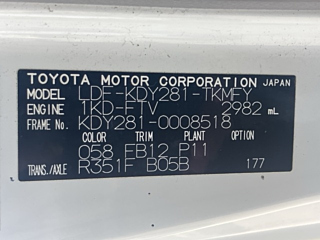 TOYOTA MOTOR CORPORATION JAPAN
MODEL LDF-KDY281-TKMFY
ENGINE 1KD-FTV 2982 mL
FRAME No. KDY281-0008518
COLOR TRIM PLANT OPTION
058 FB12 P11
TRANS./AXLE R351F B05B 177